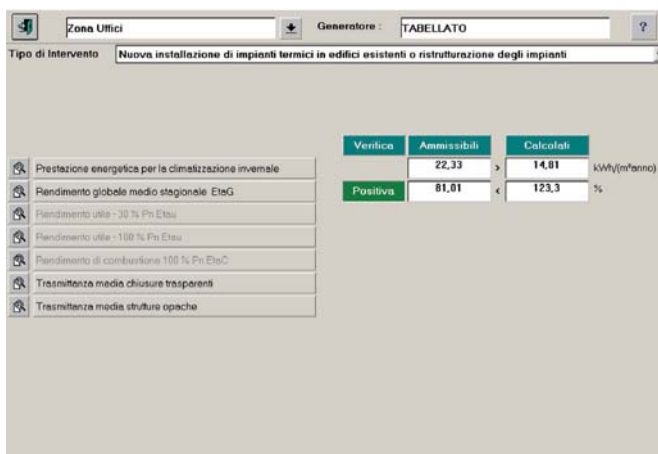 Zona Uffici Generatore : TABELLATO ?
Tipo di Intervento Nuova installazione di impianti termici in edifici esistenti o ristrutturazione degli impianti
Verifica Ammissibili Calcolati
Prestazione energetica per la climatizzazione invernale 22,33 > 14,81 kWh/(m³anno)
Rendimento globale medio stagionale EtaG Positiva 81,01 < 123,3 %
Rendimento utile - 30 % Pn Etau
Rendimento utile - 100 % Pn Etau
Rendimento di combustione 100 % Pn EtaC
Trasmittanza media chiusure trasparenti
Trasmittanza media strutture opache